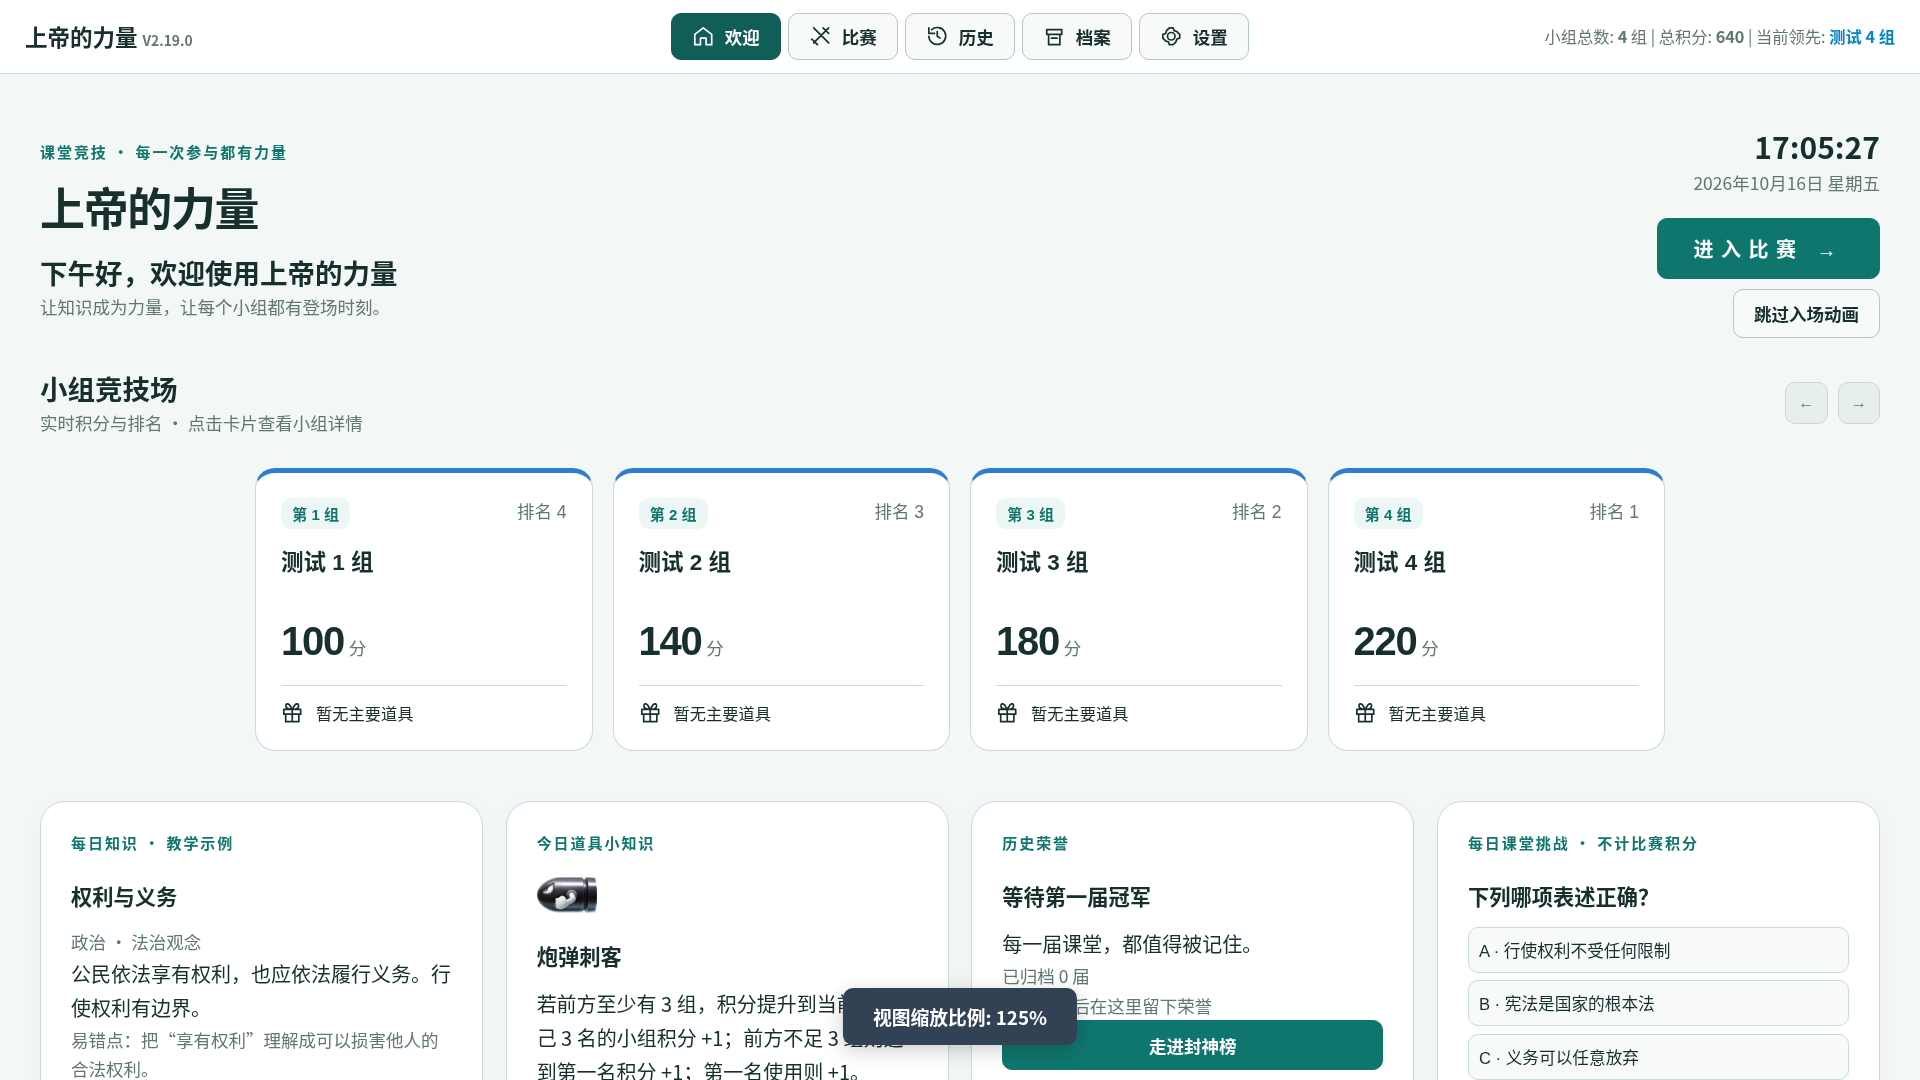 上帝的力量 V2.19.0
欢迎
比赛
历史
档案
设置
小组总数: 4 组 | 总积分: 640 | 当前领先: 测试 4 组
课堂竞技 · 每一次参与都有力量
上帝的力量
下午好，欢迎使用上帝的力量
让知识成为力量，让每个小组都有登场时刻。
17:05:27
2026年10月16日 星期五
进入比赛 →
跳过入场动画
小组竞技场
实时积分与排名 · 点击卡片查看小组详情
←
→
第 1 组
排名 4
测试 1 组
100 分
暂无主要道具
第 2 组
排名 3
测试 2 组
140 分
暂无主要道具
第 3 组
排名 2
测试 3 组
180 分
暂无主要道具
第 4 组
排名 1
测试 4 组
220 分
暂无主要道具
每日知识 · 教学示例
权利与义务
政治 · 法治观念
公民依法享有权利，也应依法履行义务。行
使权利有边界。
易错点：把“享有权利”理解成可以损害他人的
合法权利。
今日道具小知识
炮弹刺客
若前方至少有 3 组，积分提升到当前
己 3 名的小组积分 +1；前方不足 3
到第一名积分 +1；第一名使用则 +1。
历史荣誉
等待第一届冠军
每一届课堂，都值得被记住。
已归档 0 届
后在这里留下荣誉
走进封神榜
每日课堂挑战 · 不计比赛积分
下列哪项表述正确?
A · 行使权利不受任何限制
B · 宪法是国家的根本法
C · 义务可以任意放弃
视图缩放比例: 125%